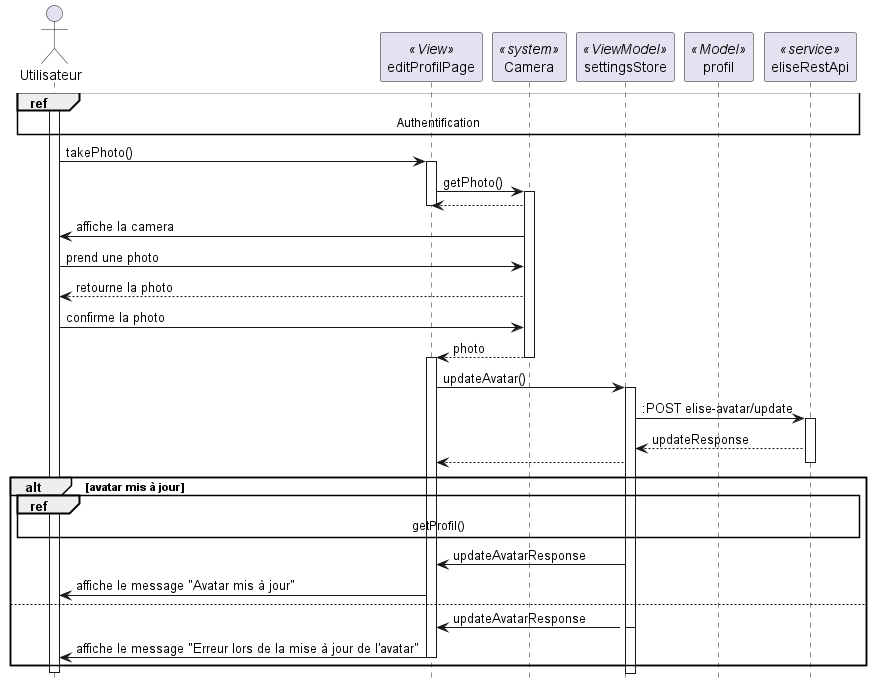 « View»
editProfilPage
« system»
Camera
« ViewModel»
settingsStore
« Model»
profil
« service»
eliseRestApi
Utilisateur
ref
Authentification
takePhoto()
getPhoto()
affiche la camera
prend une photo
retourne la photo
confirme la photo
photo
updateAvatar()
:POST elise-avatar/update
updateResponse
alt [avatar mis à jour]
ref
getProfil()
updateAvatarResponse
affiche le message "Avatar mis à jour"
updateAvatarResponse
affiche le message "Erreur lors de la mise à jour de l'avatar"